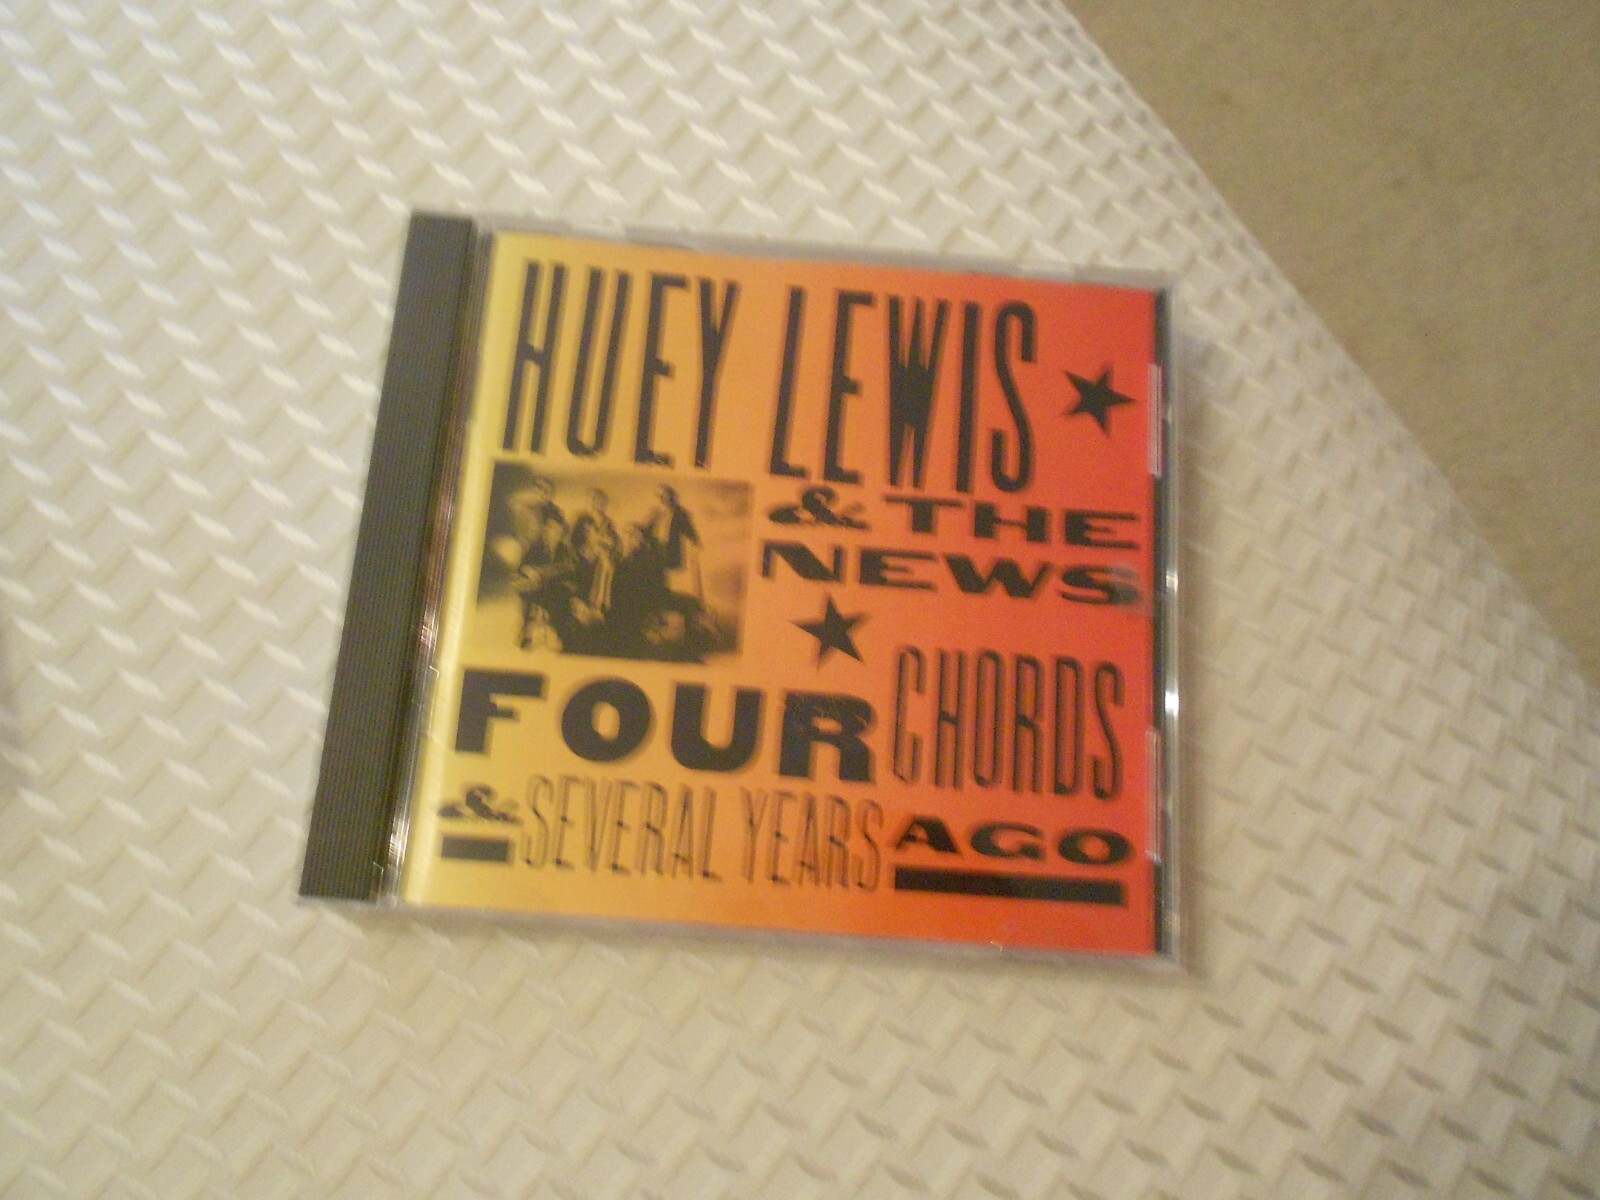 HUEY LEWIS
& THE
NEWS
FOUR CHORDS
& SEVERAL YEARS AGO